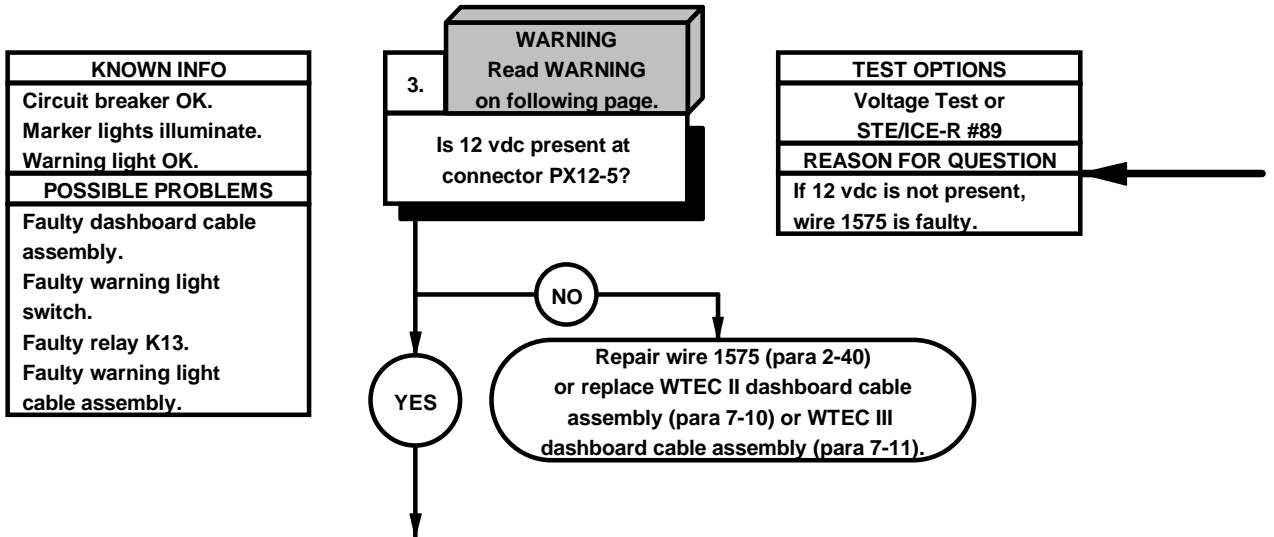 KNOWN INFO
Circuit breaker OK.
Marker lights illuminate.
Warning light OK.
POSSIBLE PROBLEMS
Faulty dashboard cable
assembly.
Faulty warning light
switch.
Faulty relay K13.
Faulty warning light
cable assembly.
3.
WARNING
Read WARNING
on following page.
Is 12 vdc present at
connector PX12-5?
TEST OPTIONS
Voltage Test or
STE/ICE-R #89
REASON FOR QUESTION
If 12 vdc is not present,
wire 1575 is faulty.
NO
YES
Repair wire 1575 (para 2-40)
or replace WTEC II dashboard cable
assembly (para 7-10) or WTEC III
dashboard cable assembly (para 7-11).